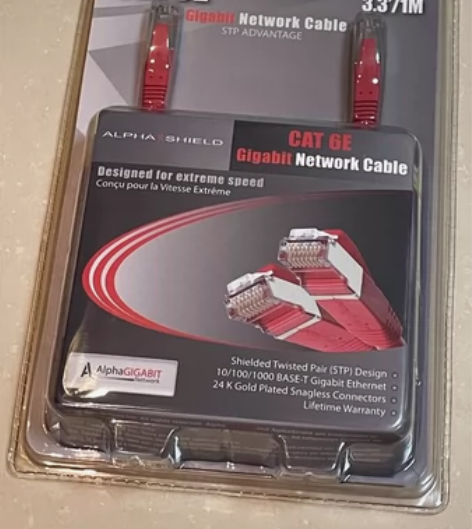 3.3'/1M
Gigabit Network Cable
STP ADVANTAGE
ALPHA SHIELD
CAT 6E
Gigabit Network Cable
Designed for extreme speed
Conçu pour la Vitesse Extrême
Shielded Twisted Pair (STP) Design
10/100/1000 BASE-T Gigabit Ethernet
24 K Gold Plated Snagless Connectors
Lifetime Warranty
A AlphaGIGABIT
Network